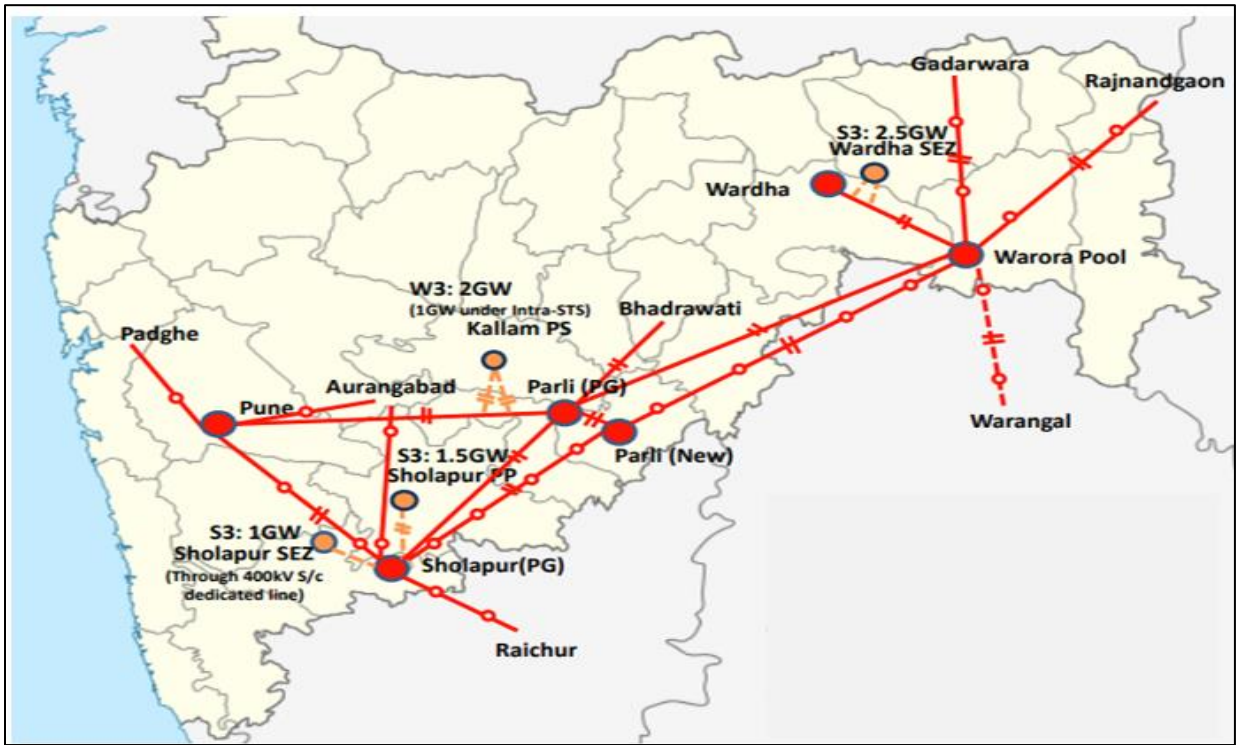 Gadarwara
Rajnandgaon
S3: 2.5GW
Wardha SEZ
Wardha
Warora Pool
W3: 2GW
(1GW under Intra-STS)
Kallam PS
Bhadrawati
Padghe
Aurangabad
Parli (PG)
Pune
Warangal
Parli (New)
S3: 1.5GW
Sholapur PP
S3: 1GW
Sholapur SEZ
(Through 400kV S/c
dedicated line)
Sholapur(PG)
Raichur